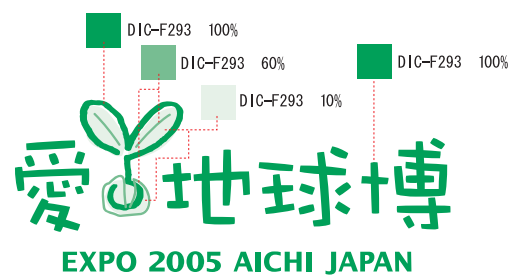 DIC-F293 100%
DIC-F293 60%
DIC-F293 100%
DIC-F293 10%
愛・地球博
EXPO 2005 AICHI JAPAN